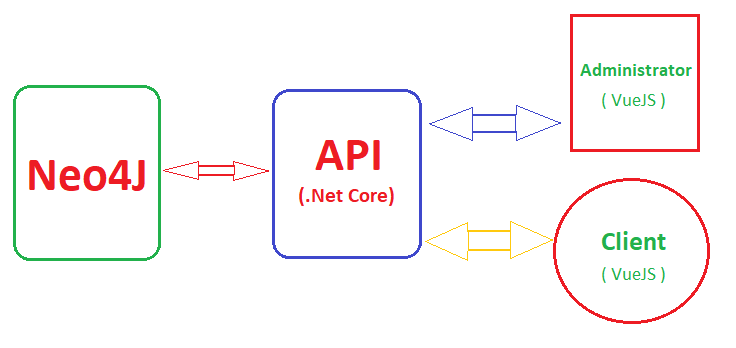 Neo4J
API
(.Net Core)
Administrator
( VueJS )
Client
( VueJS )